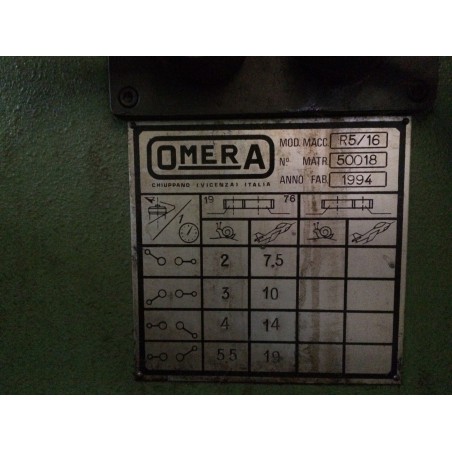 OMERA
CHIUPPANO (VICENZA) ITALIA
MOD. MACC. R5/16
N° MATR. 50018
ANNO FAB. 1994
19 76
1
2 7,5
3 10
4 14
5,5 19